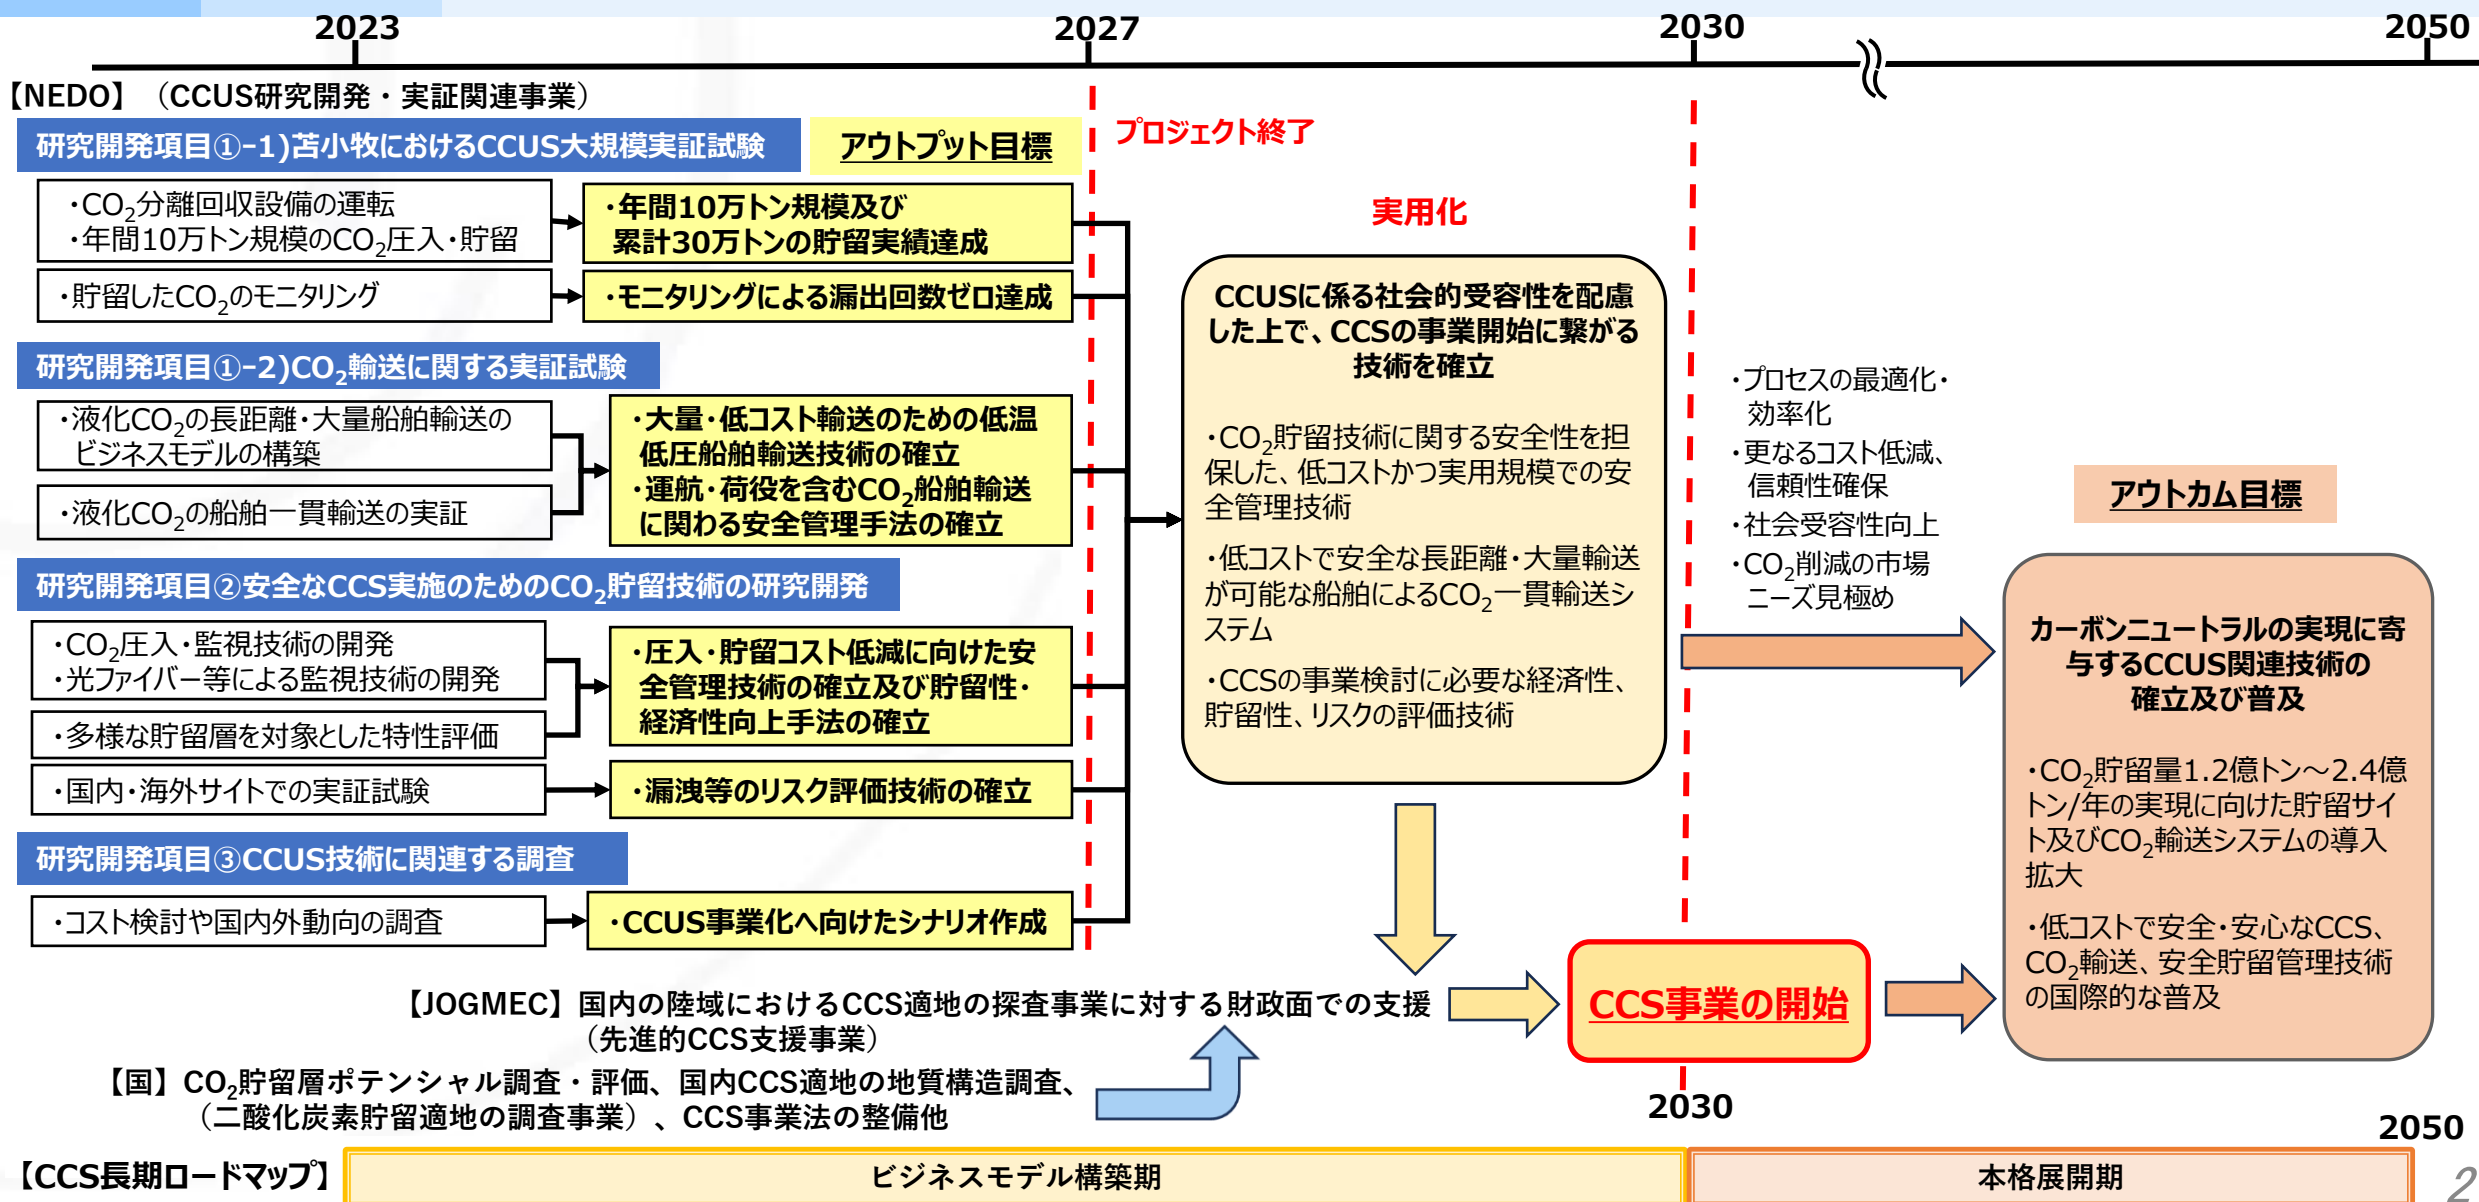 2023
2027
2030
2050
【NEDO】（CCUS研究開発・実証関連事業）
研究開発項目①-1)苫小牧におけるCCUS大規模実証試験
アウトプット目標
プロジェクト終了
・CO2分離回収設備の運転
・年間10万トン規模のCO2圧入・貯留
・年間10万トン規模及び
累計30万トンの貯留実績達成
・貯留したCO2のモニタリング
・モニタリングによる漏出回数ゼロ達成
研究開発項目①-2)CO2輸送に関する実証試験
・液化CO2の長距離・大量船舶輸送の
ビジネスモデルの構築
・液化CO2の船舶一貫輸送の実証
・大量・低コスト輸送のための低温
低圧船舶輸送技術の確立
・運航・荷役を含むCO2船舶輸送
に関わる安全管理手法の確立
研究開発項目②安全なCCS実施のためのCO2貯留技術の研究開発
・CO2圧入・監視技術の開発
・光ファイバー等による監視技術の開発
・多様な貯留層を対象とした特性評価
・圧入・貯留コスト低減に向けた安
全管理技術の確立及び貯留性・
経済性向上手法の確立
・国内・海外サイトでの実証試験
・漏洩等のリスク評価技術の確立
研究開発項目③CCUS技術に関連する調査
・コスト検討や国内外動向の調査
・CCUS事業化へ向けたシナリオ作成
実用化
CCUSに係る社会的受容性を配慮
した上で、CCSの事業開始に繋がる
技術を確立
・CO2貯留技術に関する安全性を担
保した、低コストかつ実用規模での安
全管理技術
・低コストで安全な長距離・大量輸送
が可能な船舶によるCO2一貫輸送シ
ステム
・CCSの事業検討に必要な経済性、
貯留性、リスクの評価技術
・プロセスの最適化・
効率化
・更なるコスト低減、
信頼性確保
・社会受容性向上
・CO2削減の市場
ニーズ見極め
アウトカム目標
カーボンニュートラルの実現に寄
与するCCUS関連技術の
確立及び普及
・CO2貯留量1.2億トン～2.4億
トン/年の実現に向けた貯留サイ
ト及びCO2輸送システムの導入
拡大
・低コストで安全・安心なCCS、
CO2輸送、安全貯留管理技術
の国際的な普及
【JOGMEC】国内の陸域におけるCCS適地の探査事業に対する財政面での支援
（先進的CCS支援事業）
CCS事業の開始
【国】CO2貯留層ポテンシャル調査・評価、国内CCS適地の地質構造調査、
（二酸化炭素貯留適地の調査事業）、CCS事業法の整備他
2030
2050
【CCS長期ロードマップ】
ビジネスモデル構築期
本格展開期
2